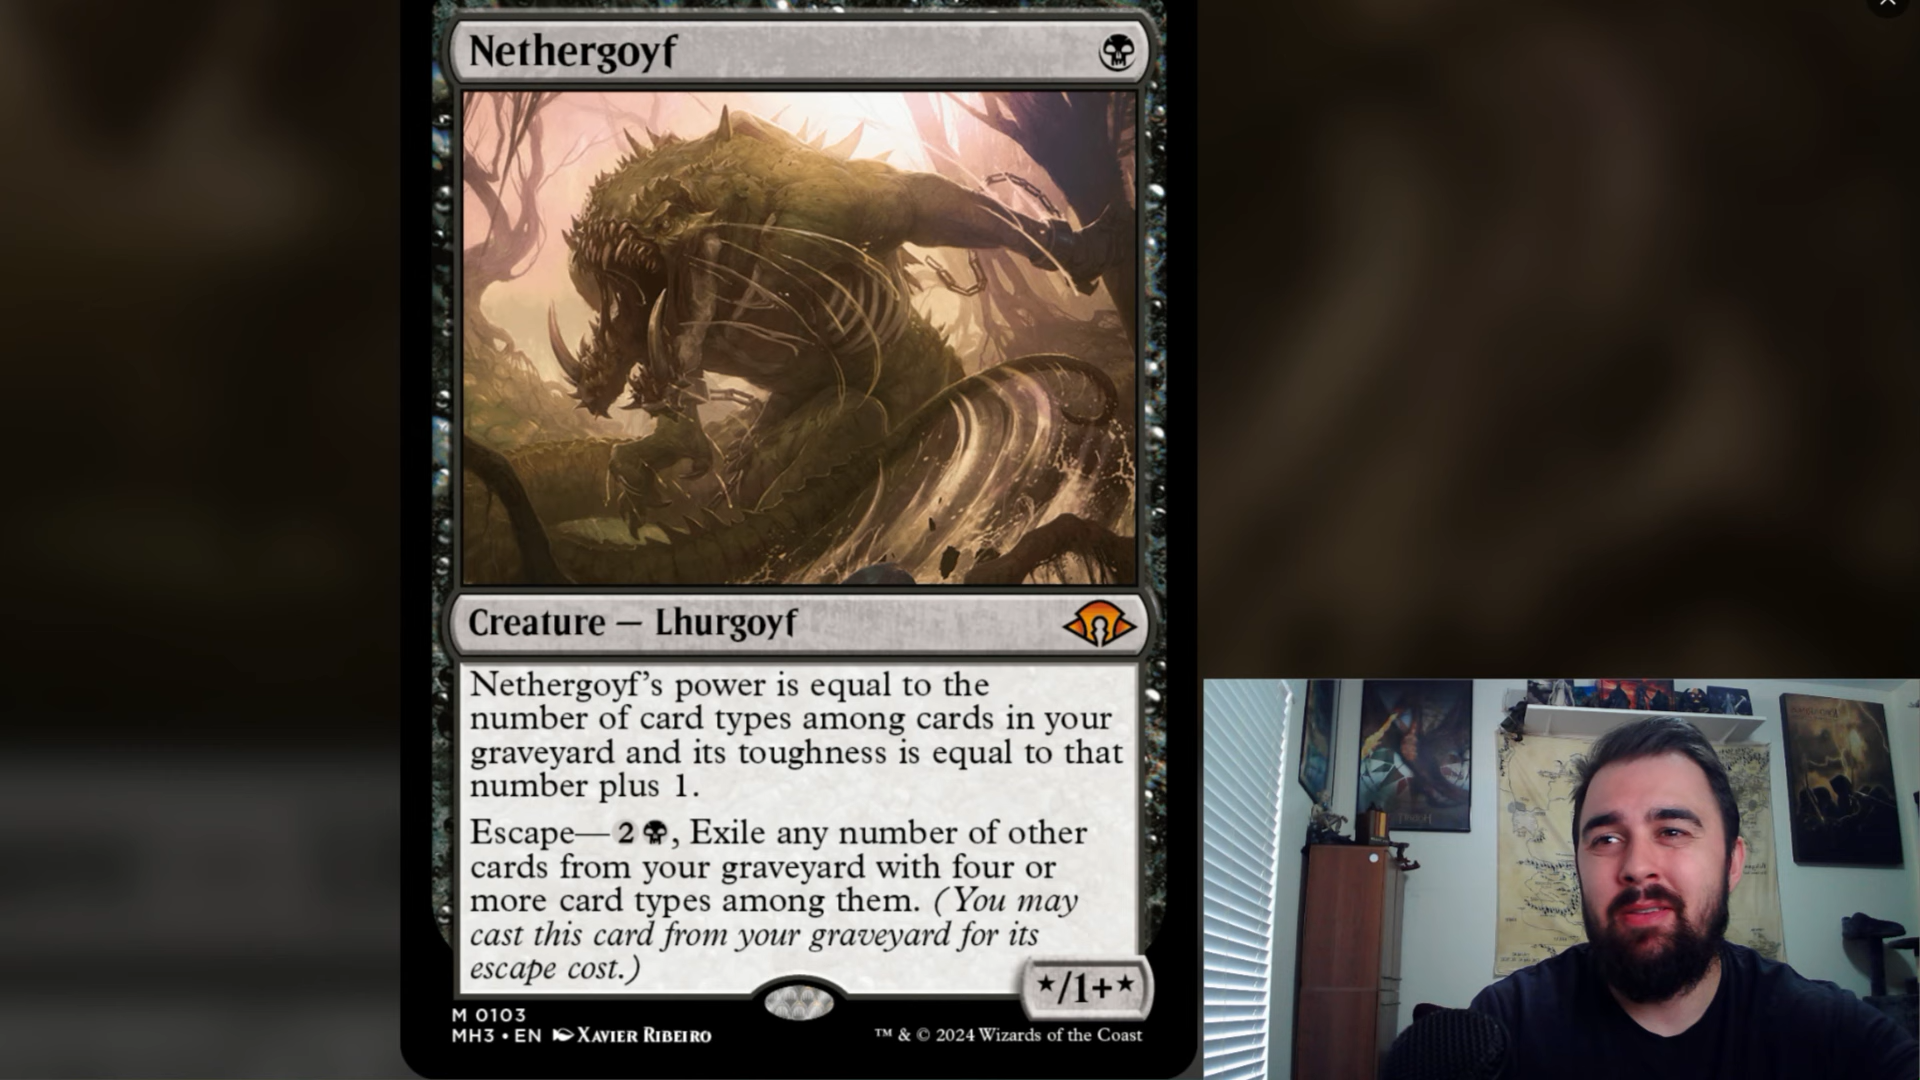 Nethergoyf
Creature — Lhurgoyf
Nethergoyf's power is equal to the
number of card types among cards in your
graveyard and its toughness is equal to that
number plus 1.
Escape—2, Exile any number of other
cards from your graveyard with four or
more card types among them. (You may
cast this card from your graveyard for its
escape cost.)
★/1+★
M 0103
MH3 • EN XAVIER RIBEIRO
™ & © 2024 Wizards of the Coast